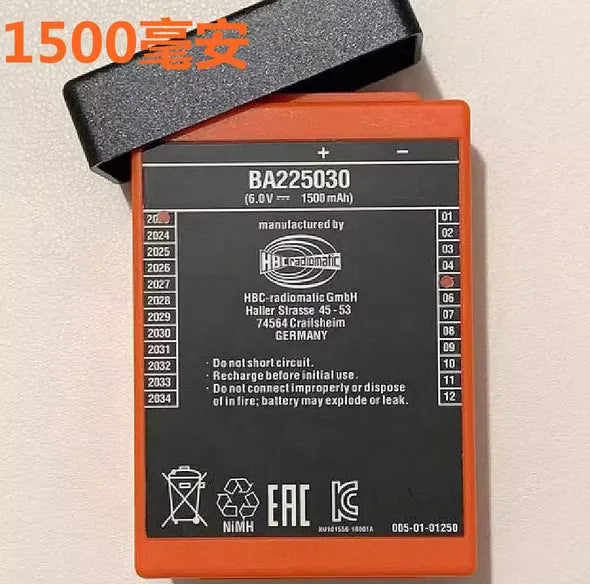 1500毫安
+ −
BA225030
(6.0V⎓ 1500 mAh)
manufactured by
HBC-radiomatic
HBC-radiomatic GmbH
Haller Strasse 45 - 53
74564 Crailsheim
GERMANY
2024
2025
2026
2027
2028
2029
2030
2031
2032
2033
2034
01
02
03
04
06
07
08
09
10
11
12
· Do not short circuit.
· Recharge before initial use.
· Do not connect improperly or dispose
of in fire; battery may explode or leak.
NiMH
EAC
KC
005-01-01250